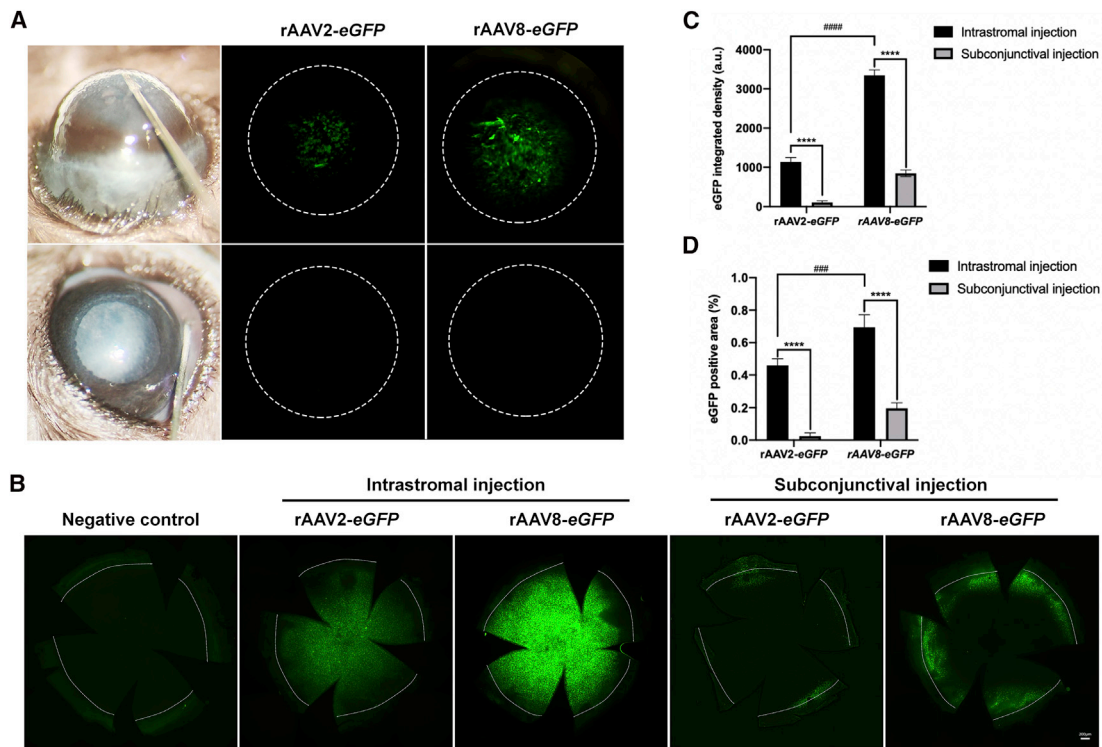 A
rAAV2-eGFP
rAAV8-eGFP
C
####
****
****
eGFP integrated density (a.u.)
4000
3000
2000
1000
0
rAAV2-eGFP
rAAV8-eGFP
Intrastromal injection
Subconjunctival injection
D
###
****
****
eGFP positive area (%)
1.0
0.8
0.6
0.4
0.2
0.0
rAAV2-eGFP
rAAV8-eGFP
Intrastromal injection
Subconjunctival injection
B
Intrastromal injection
Subconjunctival injection
Negative control
rAAV2-eGFP
rAAV8-eGFP
rAAV2-eGFP
rAAV8-eGFP
200μm